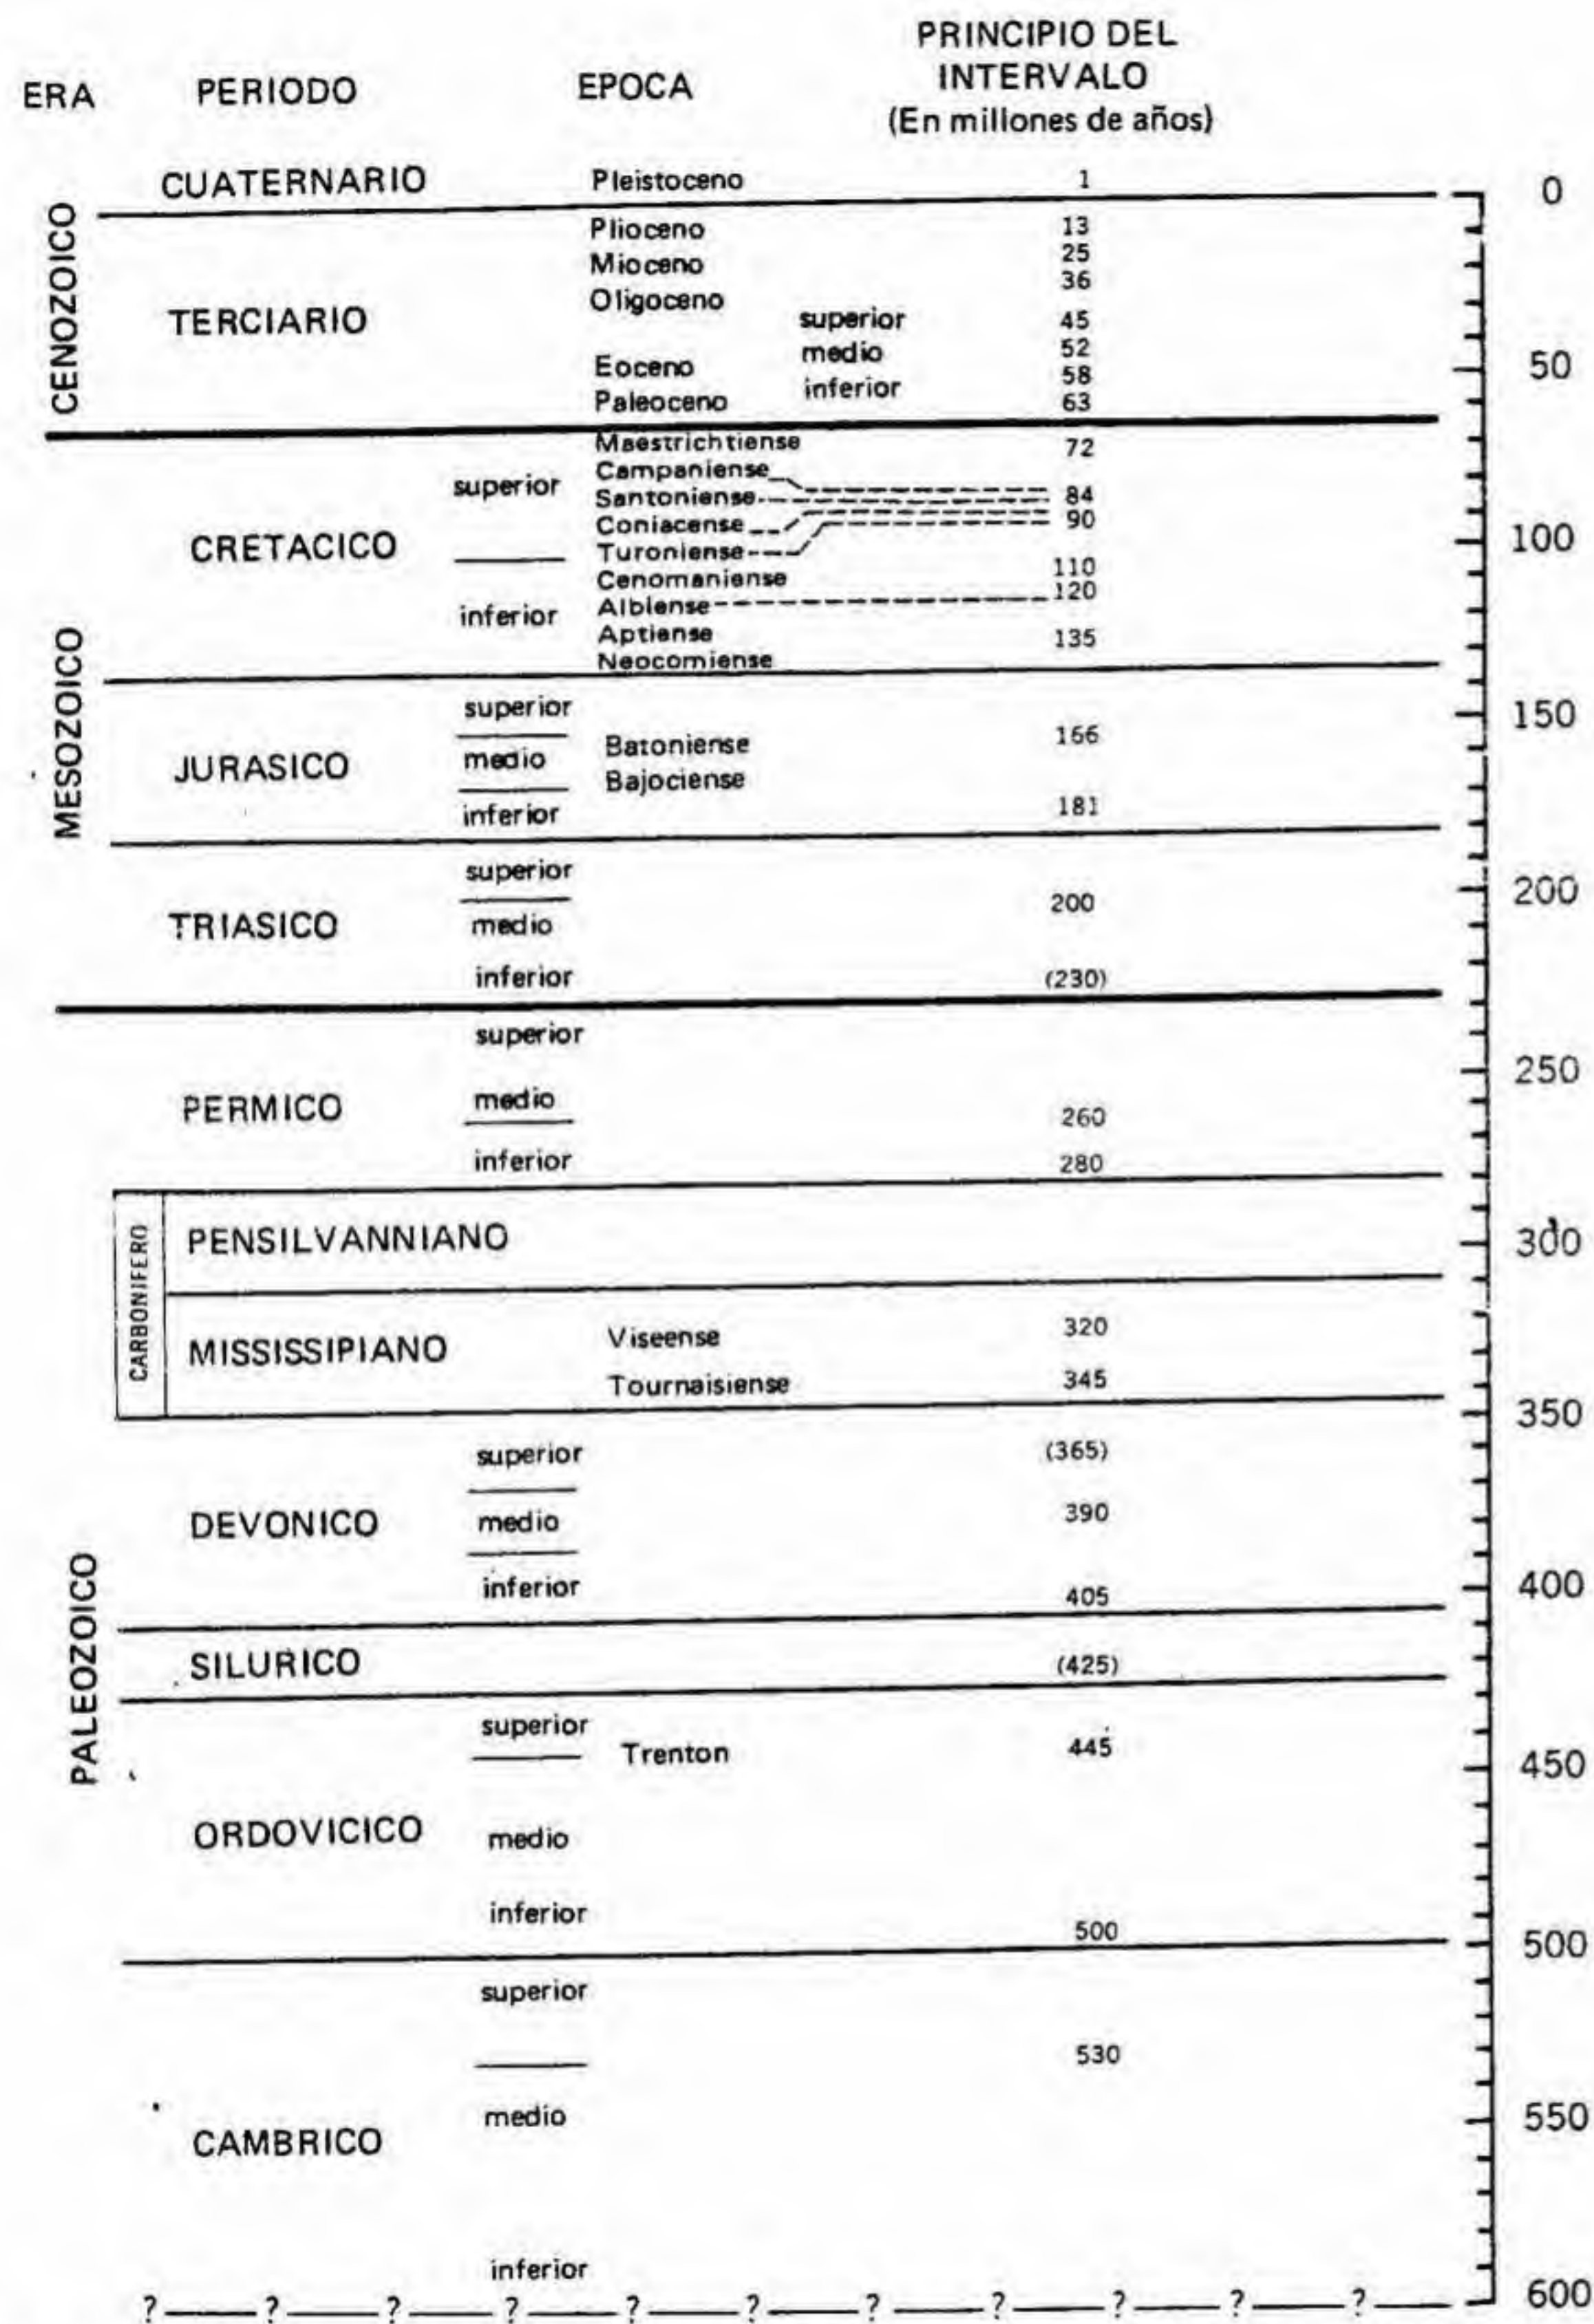 PRINCIPIO DEL
INTERVALO
ERA PERIODO EPOCA
(En millones de años)
CUATERNARIO Pleistoceno 1 0
CENOZOICO
Plioceno 13
Mioceno 25
36
Oligoceno
TERCIARIO superior 45
medio 52
Eoceno 50
inferior 58
Paleoceno 63
Maestrichtiense 72
Campaniense
superior
Santoniense 84
Coniacense 90
CRETACICO 100
Turoniense
Cenomaniense 110
120
inferior Albiense
Aptiense 135
Neocomiense
MESOZOICO
superior 150
Batoniense 166
JURASICO medio
Bajociense
inferior 181
superior
200
200
TRIASICO medio
inferior (230)
superior
250
PERMICO medio
260
inferior 280
CARBONIFERO
PENSILVANNIANO 300
MISSISSIPIANO Viseense 320
Tournaisiense 345
350
superior (365)
DEVONICO medio 390
inferior 405 400
PALEOZOICO
SILURICO (425)
superior
Trenton 445
450
ORDOVICICO medio
inferior
500 500
superior
530
medio 550
CAMBRICO
inferior
600
? ? ? ? ? ? ? ? ? ? ?